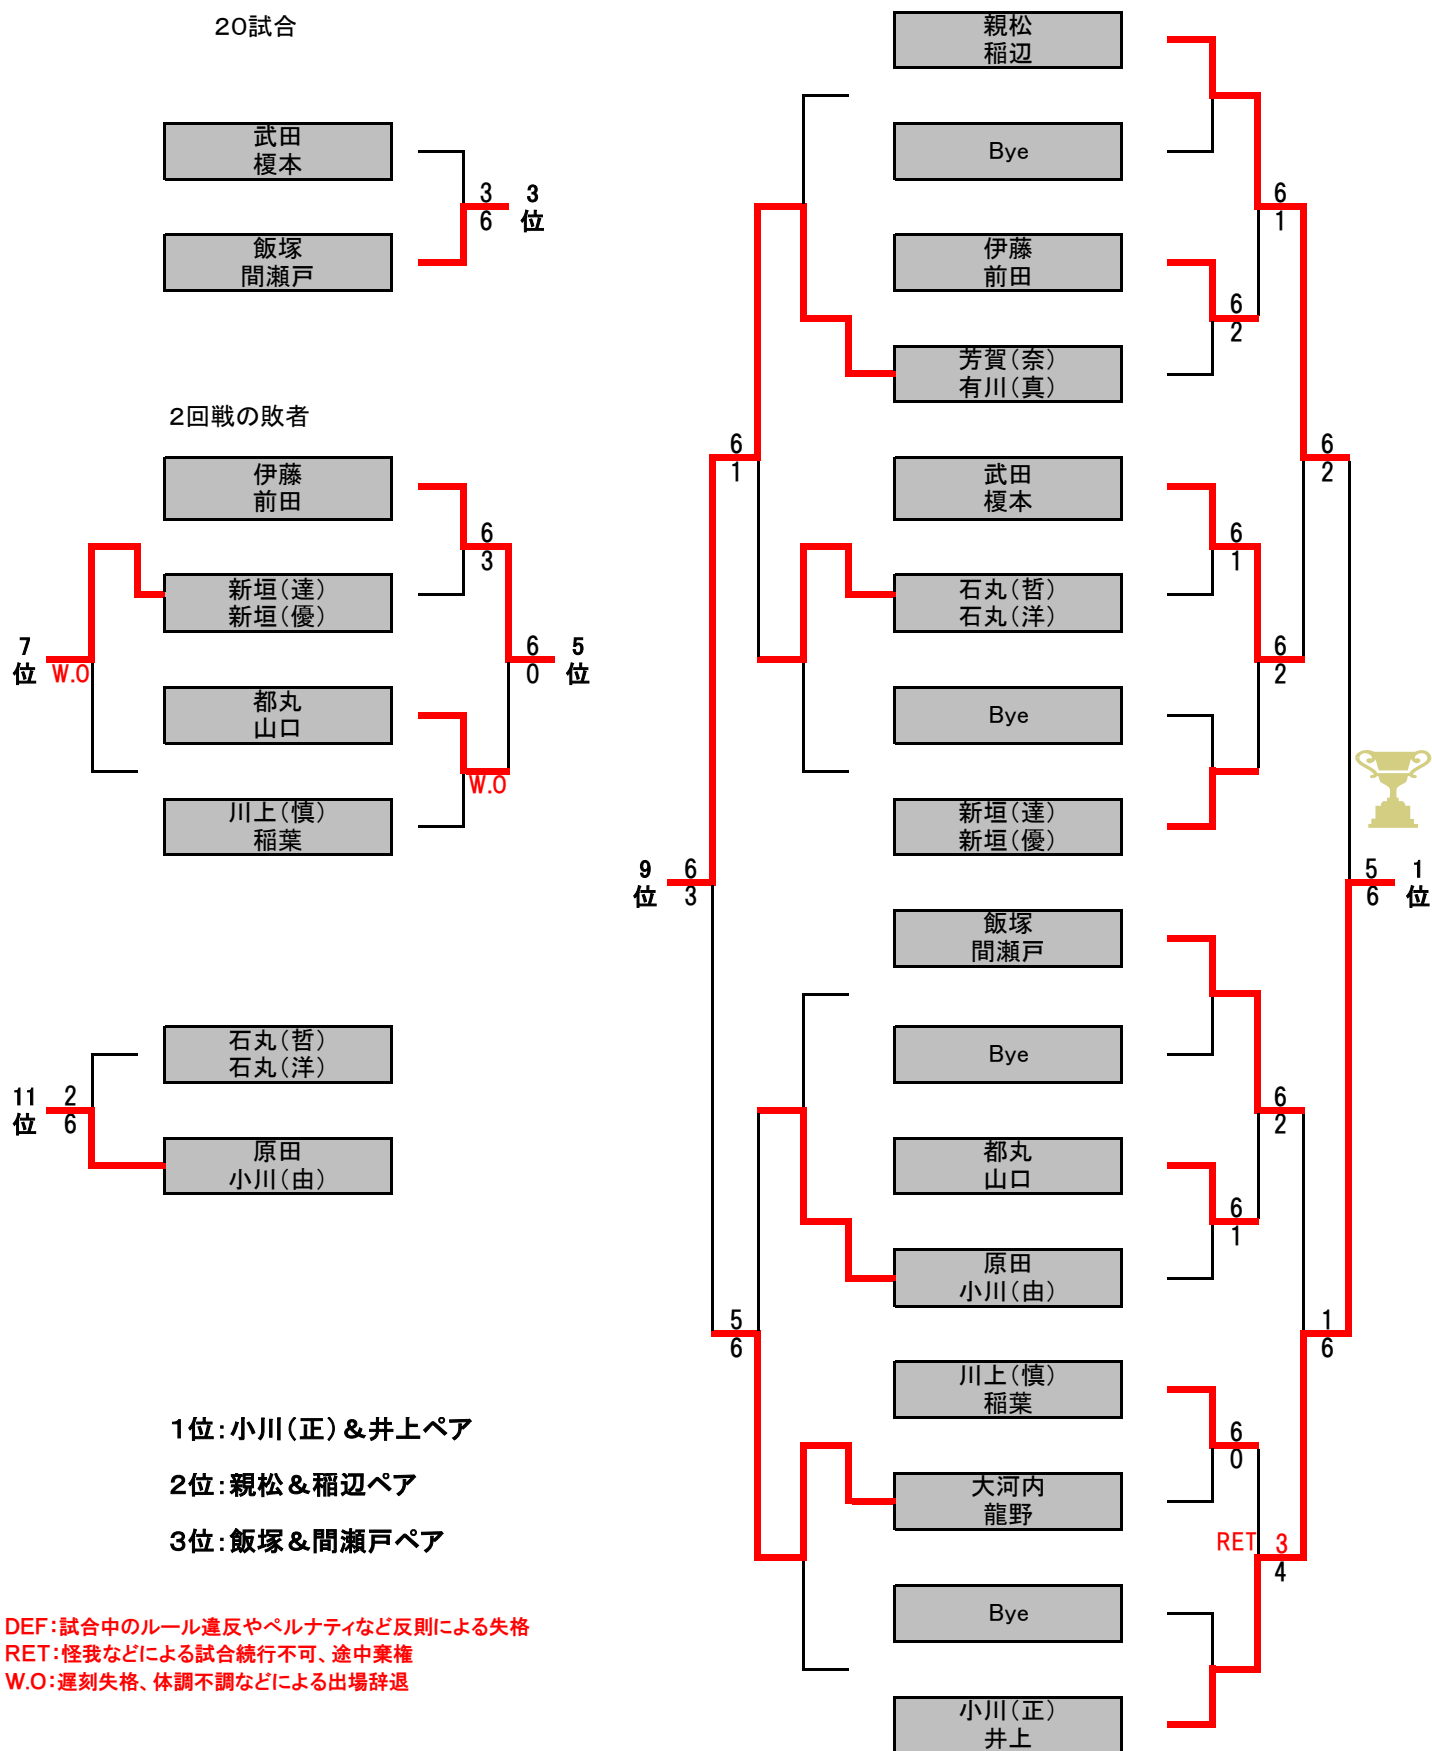 20試合
武田
榎本
3
6
3
位
飯塚
間瀬戸
2回戦の敗者
伊藤
前田
6
3
新垣(達)
新垣(優)
7
位
W.O
6
0
5
位
都丸
山口
W.O
川上(慎)
稲葉
石丸(哲)
石丸(洋)
11
位
2
6
原田
小川(由)
1位:小川(正)&井上ペア
2位:親松&稲辺ペア
3位:飯塚&間瀬戸ペア
DEF:試合中のルール違反やペルナティなど反則による失格
RET:怪我などによる試合続行不可、途中棄権
W.O:遅刻失格、体調不調などによる出場辞退
親松
稲辺
Bye
6
1
伊藤
前田
6
2
芳賀(奈)
有川(真)
6
1
6
2
武田
榎本
6
1
石丸(哲)
石丸(洋)
6
2
Bye
新垣(達)
新垣(優)
9
位
6
3
5
6
1
位
飯塚
間瀬戸
Bye
6
2
都丸
山口
6
1
原田
小川(由)
5
6
1
6
川上(慎)
稲葉
6
0
大河内
龍野
RET
3
4
Bye
小川(正)
井上